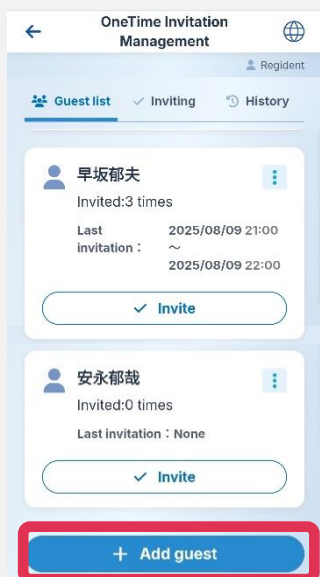 OneTime Invitation
Management
Regident
Guest list Inviting History
早坂郁夫
Invited:3 times
Last 2025/08/09 21:00
invitation： ～
2025/08/09 22:00
Invite
安永郁哉
Invited:0 times
Last invitation：None
Invite
+ Add guest